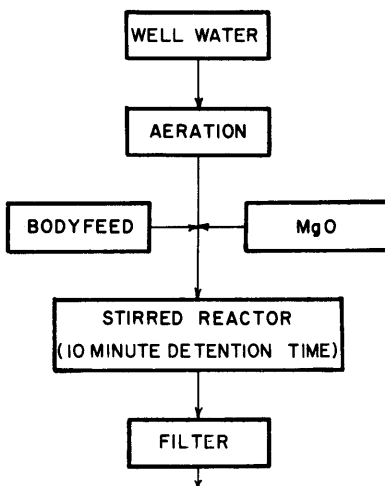 WELL WATER
AERATION
BODYFEED
MgO
STIRRED REACTOR
(10 MINUTE DETENTION TIME)
FILTER